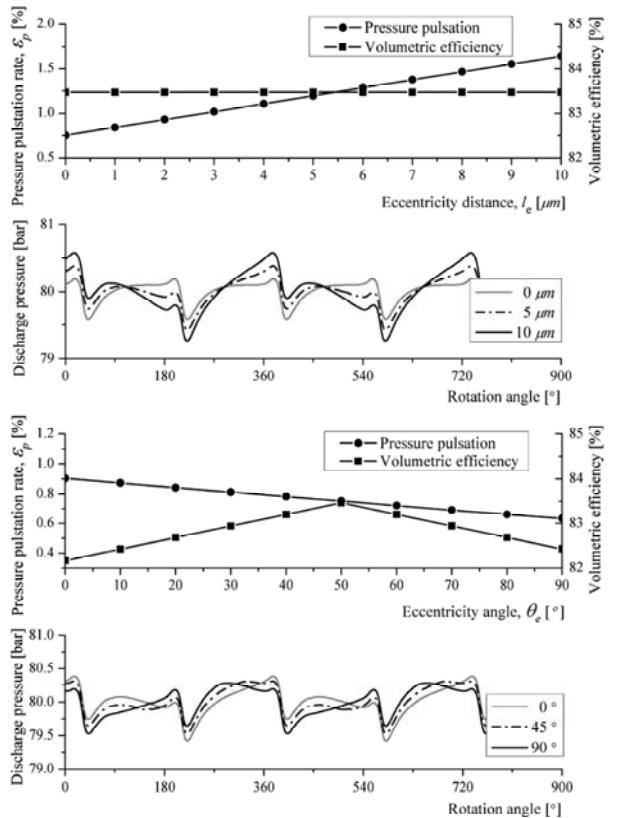 Pressure pulstation rate, εp [%]
2.0
1.5
1.0
0.5
Pressure pulsation
Volumetric efficiency
85
84
83
82
Volumetric efficiency [%]
0 1 2 3 4 5 6 7 8 9 10
Eccentricity distance, le [μm]
Discharge pressure [bar]
81
80
79
0 μm
5 μm
10 μm
0 180 360 540 720 900
Rotation angle [°]
Pressure pulstation rate, εp [%]
1.2
1.0
0.8
0.6
0.4
Pressure pulsation
Volumetric efficiency
85
84
83
82
Volumetric efficiency [%]
0 10 20 30 40 50 60 70 80 90
Eccentricity angle, θe [°]
Discharge pressure [bar]
81.0
80.5
80.0
79.5
79.0
0 °
45 °
90 °
0 180 360 540 720 900
Rotation angle [°]